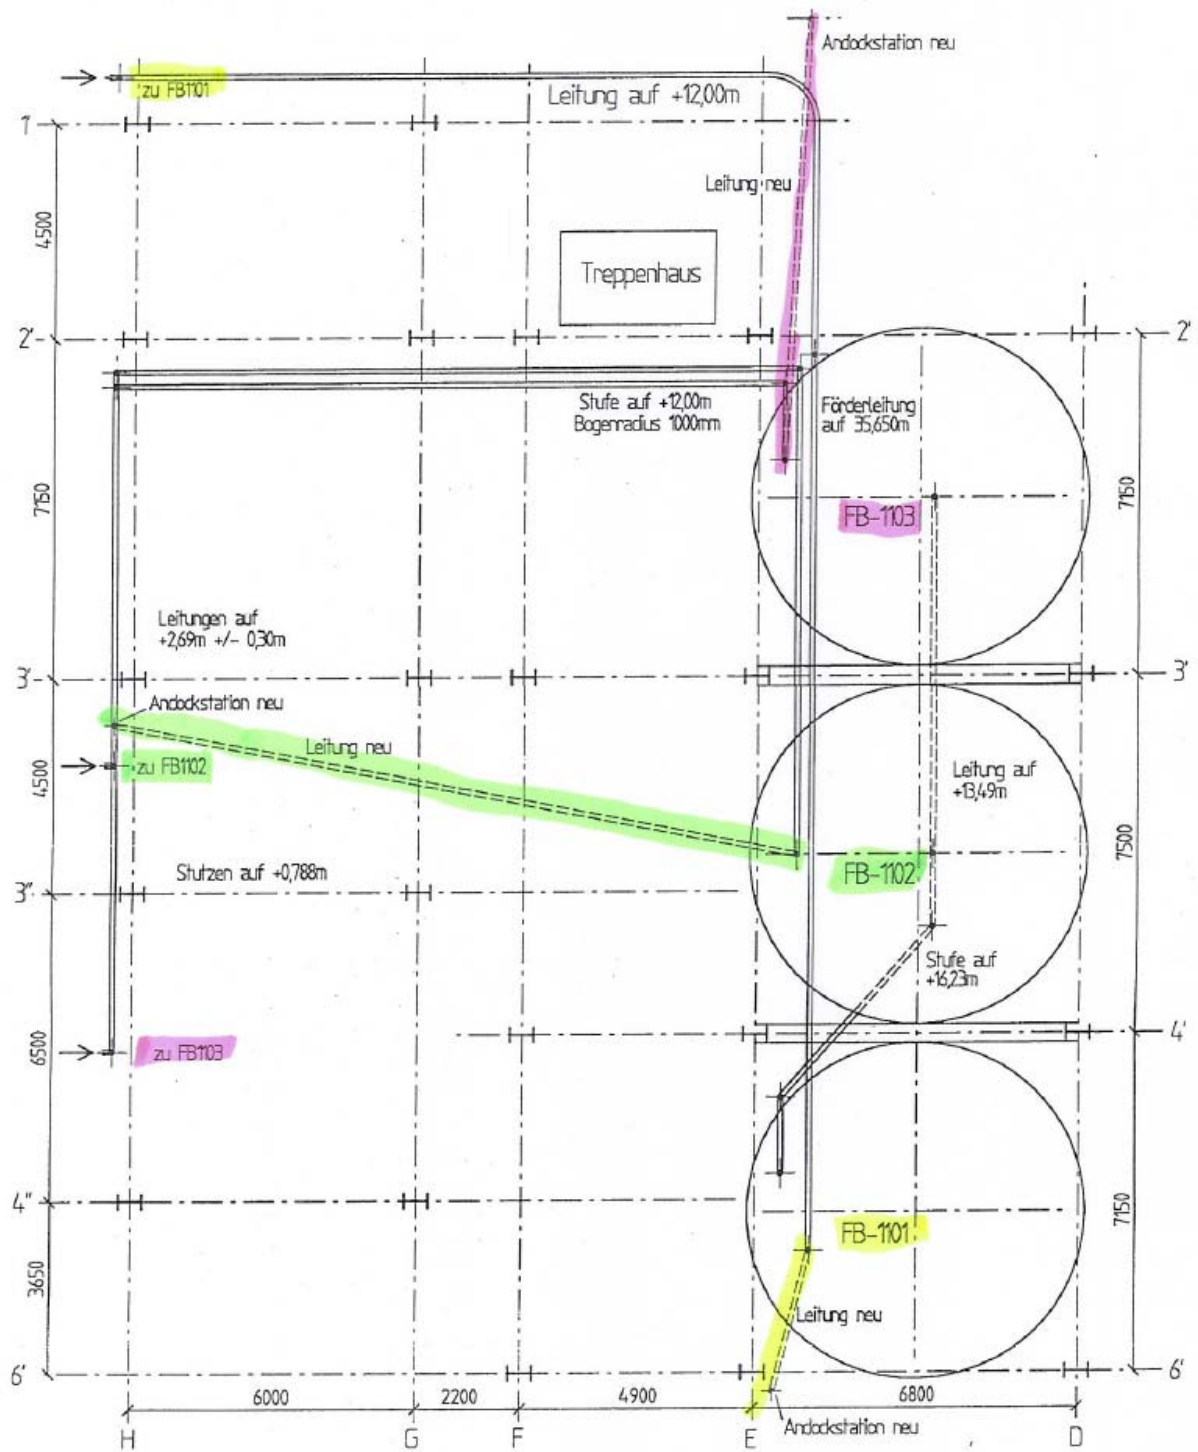 Andockstation neu
zu FB1101
Leitung auf +12,00m
1'
Leitung neu
4500
Treppenhaus
2'
2'
Stufe auf +12,00m
Bogenradius 1000mm
Förderleitung
auf 35,650m
7150
7150
FB-1103
Leitungen auf
+2,69m +/- 0,30m
3'
3'
Andockstation neu
Leitung neu
zu FB1102
4500
Leitung auf
+13,49m
7500
FB-1102
Stutzen auf +0,788m
3"
Stufe auf
+16,23m
4'
6500
zu FB1103
4"
7150
FB-1101
3650
Leitung neu
6'
6'
6000
2200
4900
6800
Andockstation neu
H
G
F
E
D